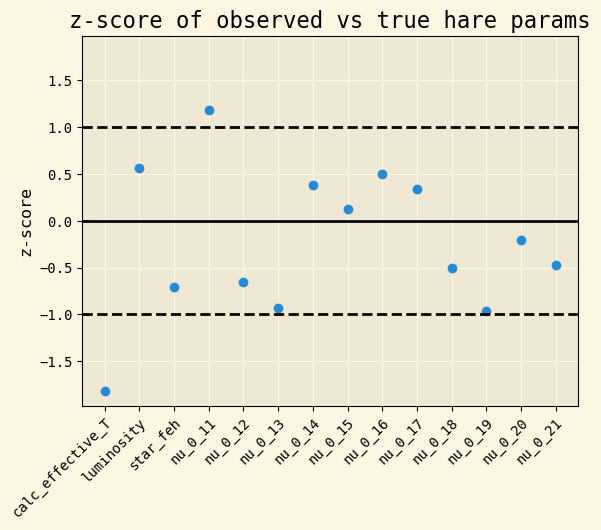 z-score of observed vs true hare params
z-score
1.5
1.0
0.5
0.0
−0.5
−1.0
−1.5
calc_effective_T
luminosity
star_feh
nu_0_11
nu_0_12
nu_0_13
nu_0_14
nu_0_15
nu_0_16
nu_0_17
nu_0_18
nu_0_19
nu_0_20
nu_0_21